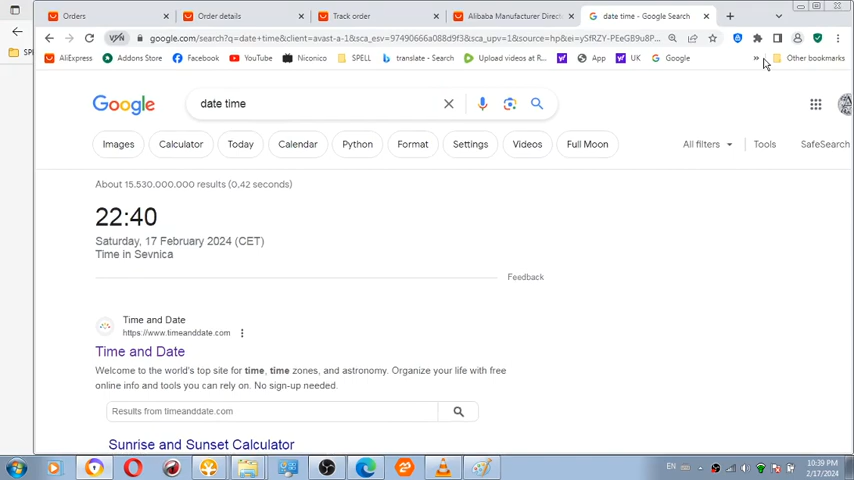 Orders
Order details
Track order
Alibaba Manufacturer Direct
date time - Google Search
VPN
google.com/search?q=date+time&client=avast-a-1&sca_esv=97490666a088d9f3&sca_upv=1&source=hp&ei=ySfRZY-PEeGB9u8P...
AliExpress
Addons Store
Facebook
YouTube
Niconico
SPELL
translate - Search
Upload videos at R...
UK
App
Google
»
Other bookmarks
Google
date time
Images
Calculator
Today
Calendar
Python
Format
Settings
Videos
Full Moon
All filters
Tools
SafeSearch
About 15.530.000.000 results (0,42 seconds)
22:40
Saturday, 17 February 2024 (CET)
Time in Sevnica
Feedback
Time and Date
https://www.timeanddate.com
Time and Date
Welcome to the world's top site for time, time zones, and astronomy. Organize your life with free
online info and tools you can rely on. No sign-up needed.
Results from timeanddate.com
Sunrise and Sunset Calculator
EN
10:39 PM
2/17/2024